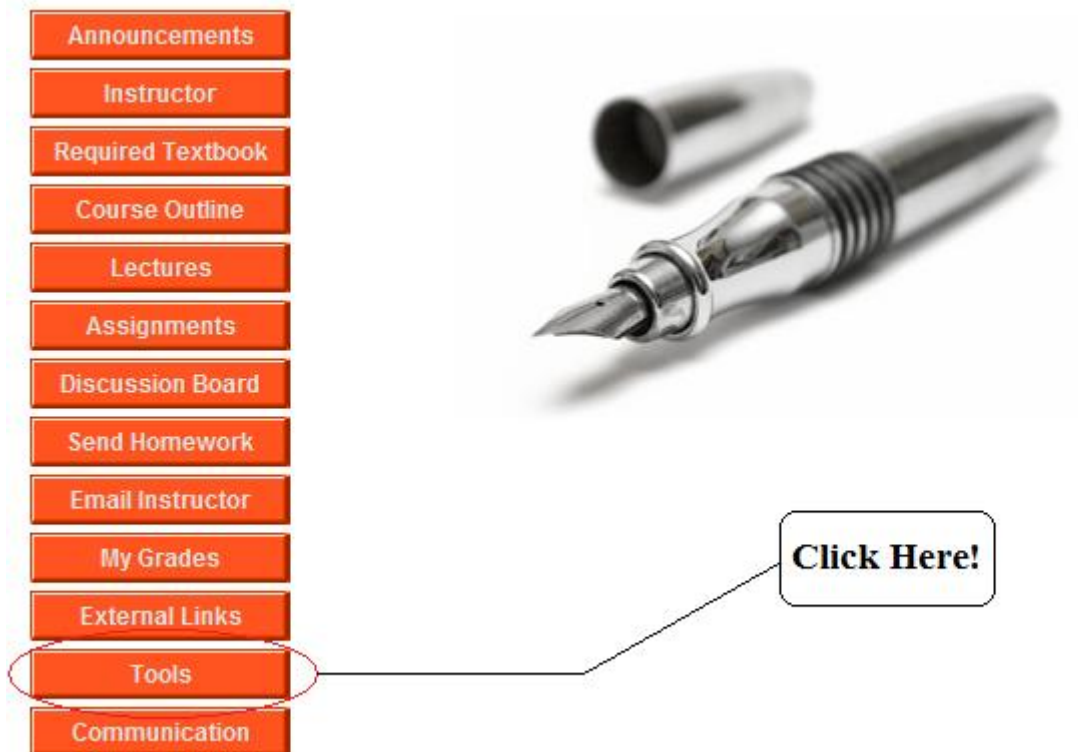 Announcements
Instructor
Required Textbook
Course Outline
Lectures
Assignments
Discussion Board
Send Homework
Email Instructor
My Grades
External Links
Tools
Communication
Click Here!